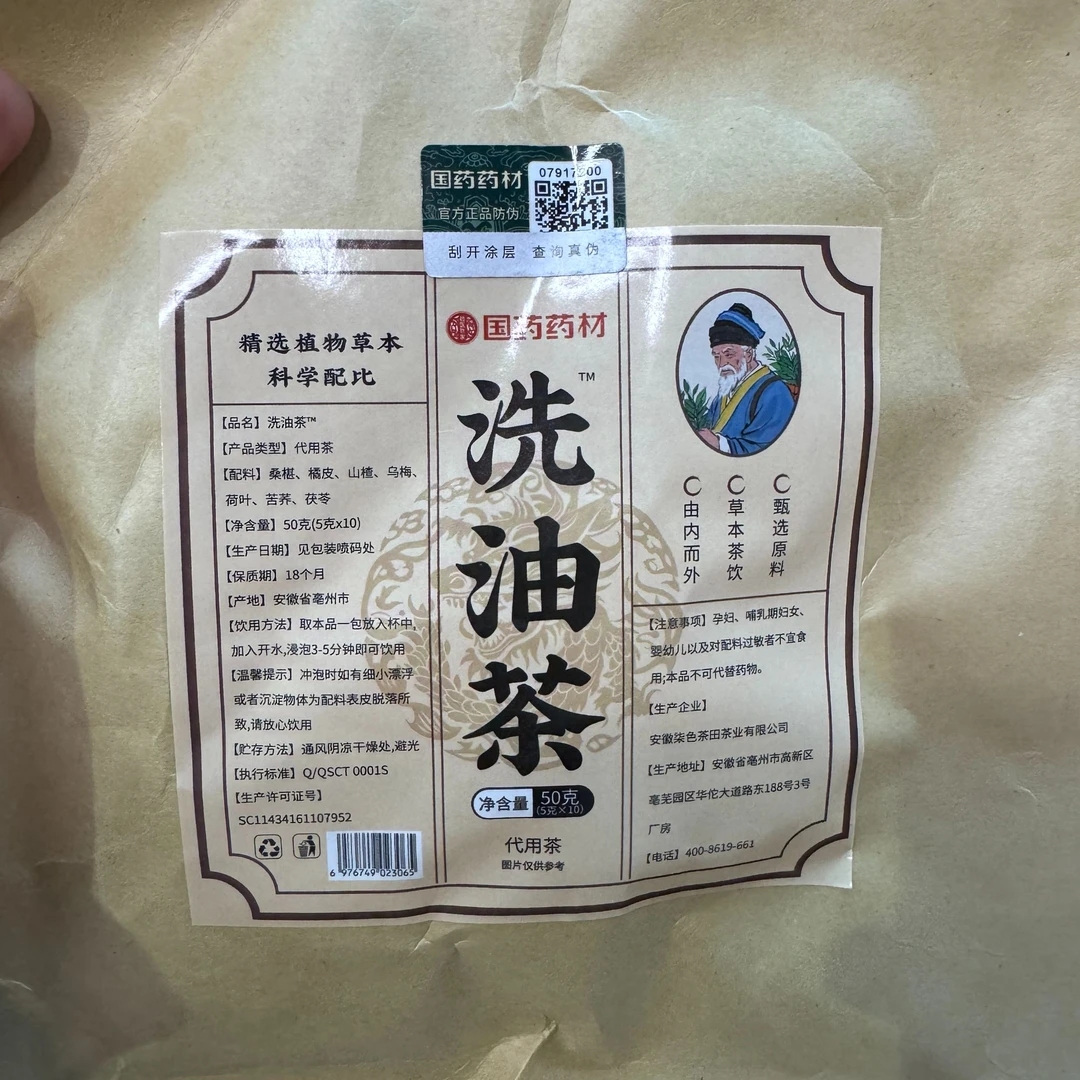 国药药材
官方正品防伪
刮开涂层 查询真伪
精选植物草本
科学配比
【品名】洗油茶™
【产品类型】代用茶
【配料】桑椹、橘皮、山楂、乌梅、
荷叶、苦荞、茯苓
【净含量】50克(5克x10)
【生产日期】见包装喷码处
【保质期】18个月
【产地】安徽省亳州市
【饮用方法】取本品一包放入杯中,
加入开水,浸泡3-5分钟即可饮用
【温馨提示】冲泡时如有细小漂浮
或者沉淀物体为配料表皮脱落所
致,请放心饮用
【贮存方法】通风阴凉干燥处,避光
【执行标准】Q/QSCT 0001S
【生产许可证号】
SC11434161107952
6 976749 023065
国药药材
洗油茶™
净含量 50克
(5克×10)
代用茶
图片仅供参考
甄选原料
草本茶饮
由内而外
【注意事项】孕妇、哺乳期妇女、
婴幼儿以及对配料过敏者不宜食
用;本品不可代替药物。
【生产企业】
安徽柒色茶田茶业有限公司
【生产地址】安徽省亳州市高新区
亳芜园区华佗大道路东188号3号
厂房
【电话】400-8619-661